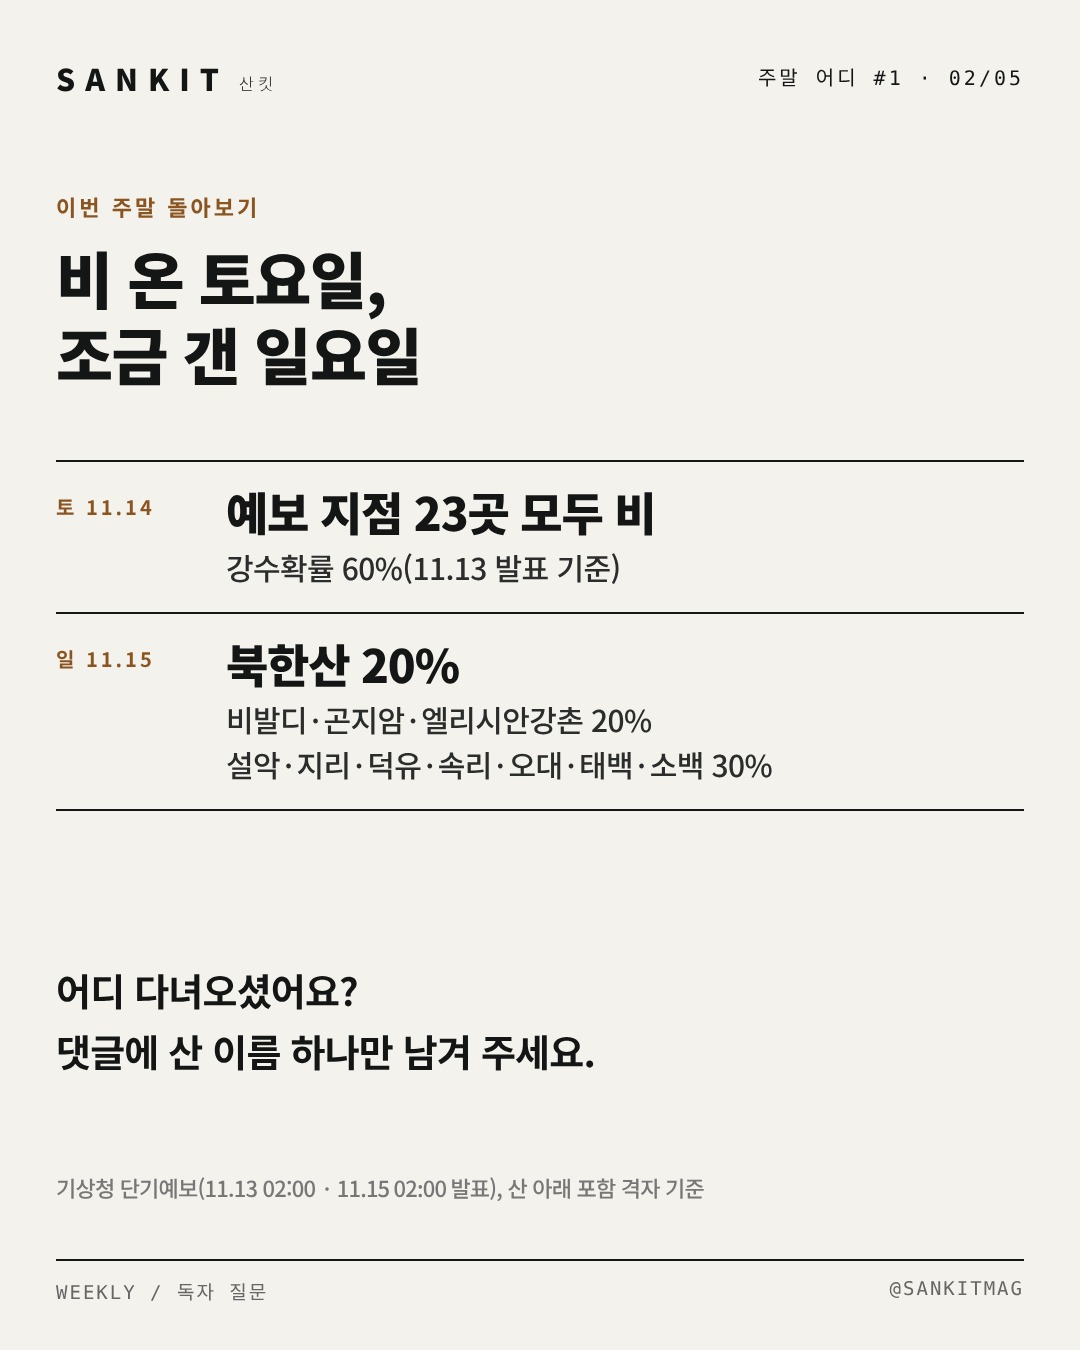 SANKIT 산킷
주말 어디 #1 · 02/05
이번 주말 돌아보기
비 온 토요일,
조금 갠 일요일
토 11.14
예보 지점 23곳 모두 비
강수확률 60%(11.13 발표 기준)
일 11.15
북한산 20%
비발디·곤지암·엘리시안강촌 20%
설악·지리·덕유·속리·오대·태백·소백 30%
어디 다녀오셨어요?
댓글에 산 이름 하나만 남겨 주세요.
기상청 단기예보(11.13 02:00 · 11.15 02:00 발표), 산 아래 포함 격자 기준
WEEKLY / 독자 질문
@SANKITMAG